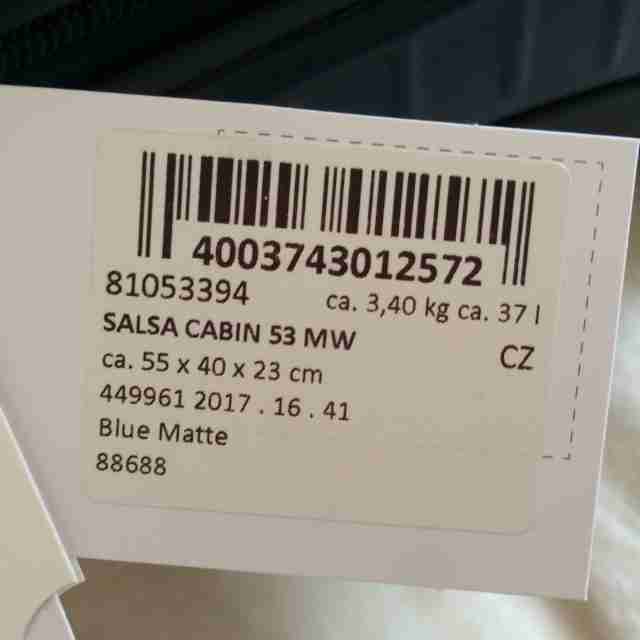 4003743012572
81053394 ca. 3,40 kg ca. 37 l
SALSA CABIN 53 MW CZ
ca. 55 x 40 x 23 cm
449961 2017 . 16 . 41
Blue Matte
88688